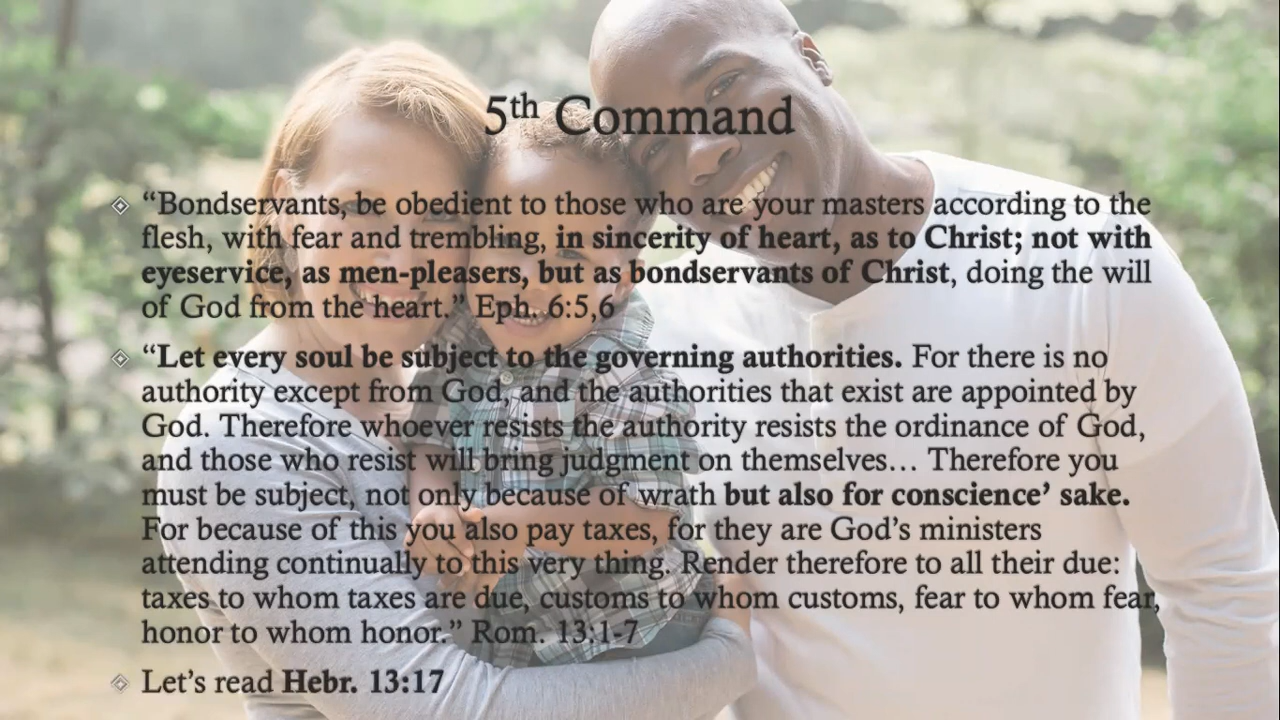 5th Command
“Bondservants, be obedient to those who are your masters according to the
flesh, with fear and trembling, in sincerity of heart, as to Christ; not with
eyeservice, as men-pleasers, but as bondservants of Christ, doing the will
of God from the heart.” Eph. 6:5,6
“Let every soul be subject to the governing authorities. For there is no
authority except from God, and the authorities that exist are appointed by
God. Therefore whoever resists the authority resists the ordinance of God,
and those who resist will bring judgment on themselves… Therefore you
must be subject, not only because of wrath but also for conscience’ sake.
For because of this you also pay taxes, for they are God’s ministers
attending continually to this very thing. Render therefore to all their due:
taxes to whom taxes are due, customs to whom customs, fear to whom fear,
honor to whom honor.” Rom. 13:1-7
Let’s read Hebr. 13:17